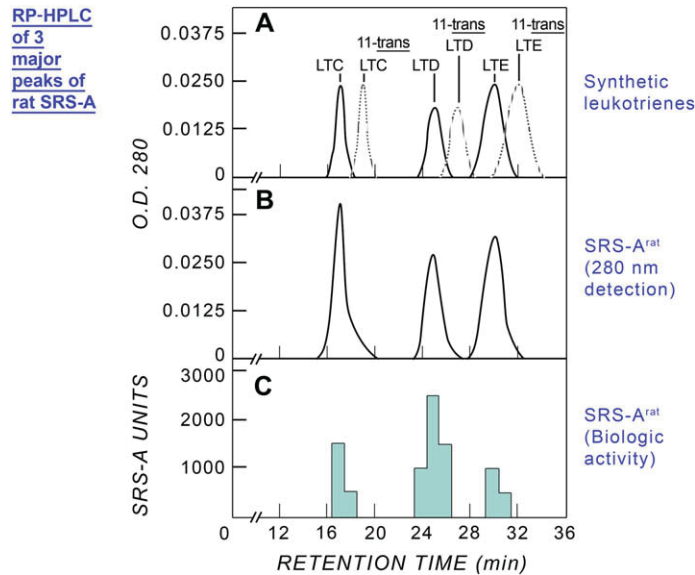 RP-HPLC
of 3
major
peaks of
rat SRS-A
A
0.0375
0.0250
0.0125
0
O.D. 280
LTC
11-trans
LTC
LTD
11-trans
LTD
LTE
11-trans
LTE
Synthetic
leukotrienes
B
0.0375
0.0250
0.0125
0
SRS-Arat
(280 nm
detection)
C
3000
2000
1000
SRS-A UNITS
SRS-Arat
(Biologic
activity)
0 12 16 20 24 28 32 36
RETENTION TIME (min)